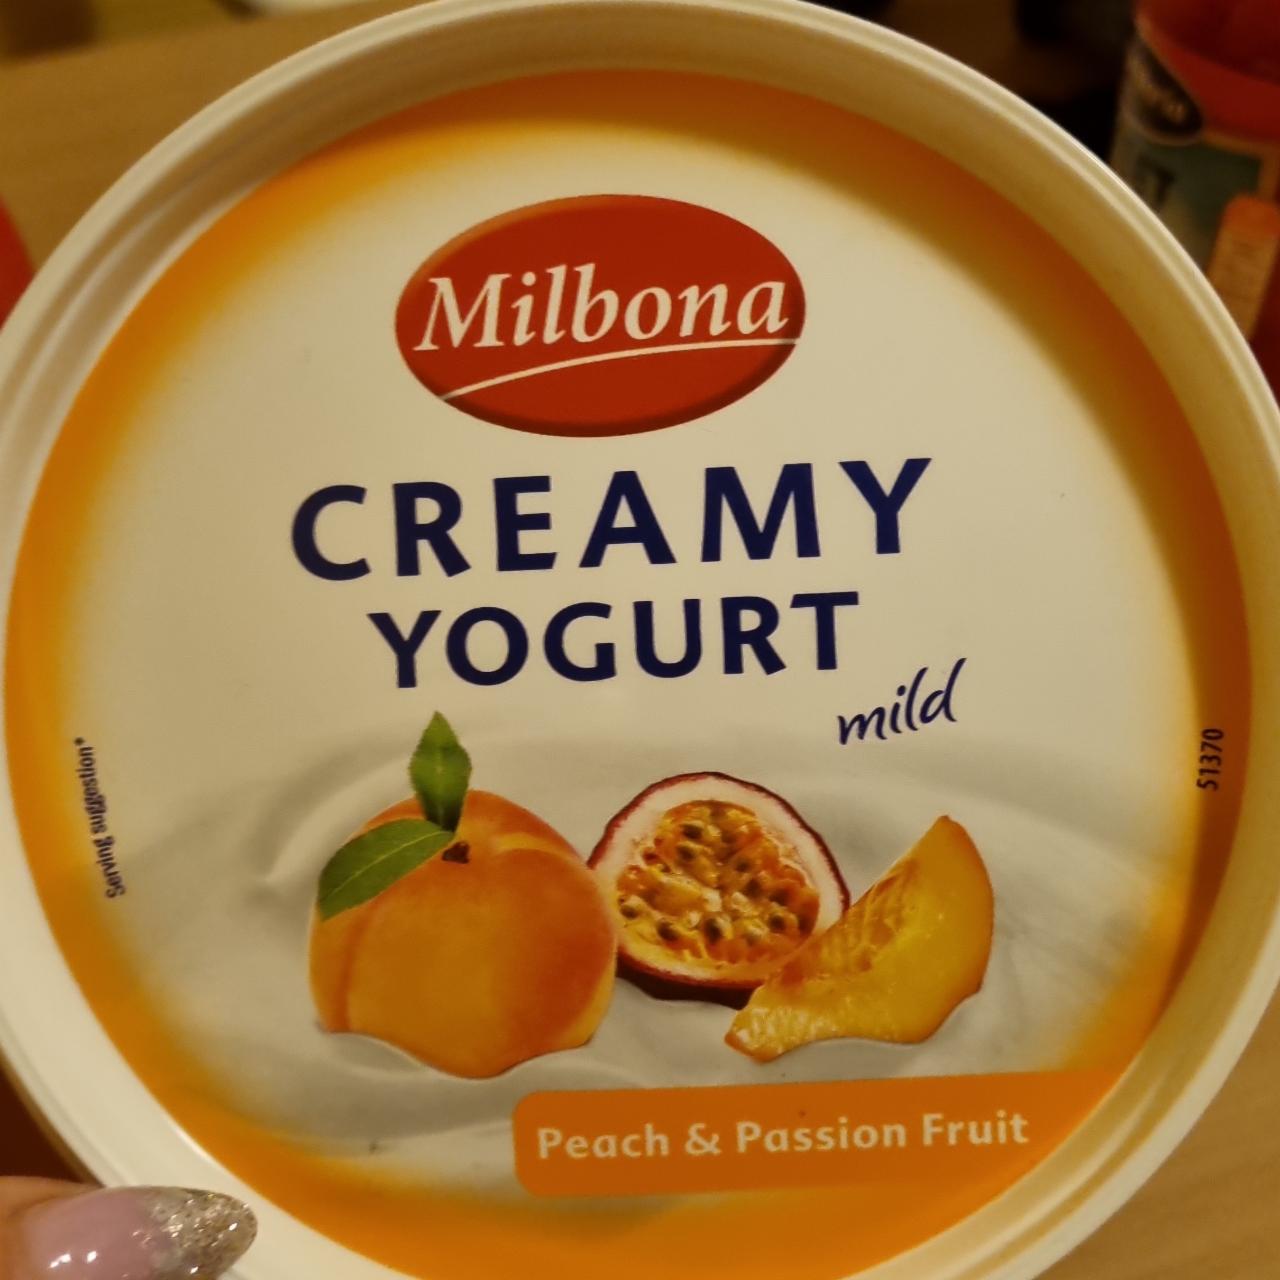 Milbona
CREAMY
YOGURT
mild
Serving suggestion*
51370
Peach & Passion Fruit